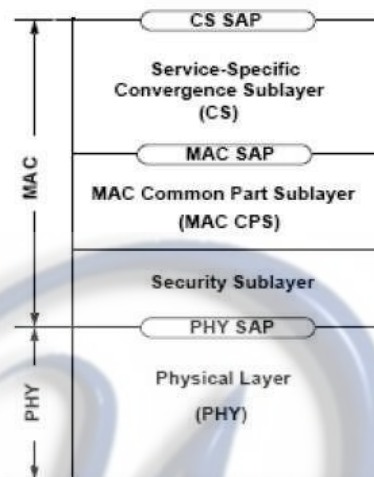 CS SAP
Service-Specific
Convergence Sublayer
(CS)
MAC SAP
MAC Common Part Sublayer
(MAC CPS)
Security Sublayer
PHY SAP
Physical Layer
(PHY)
MAC
PHY